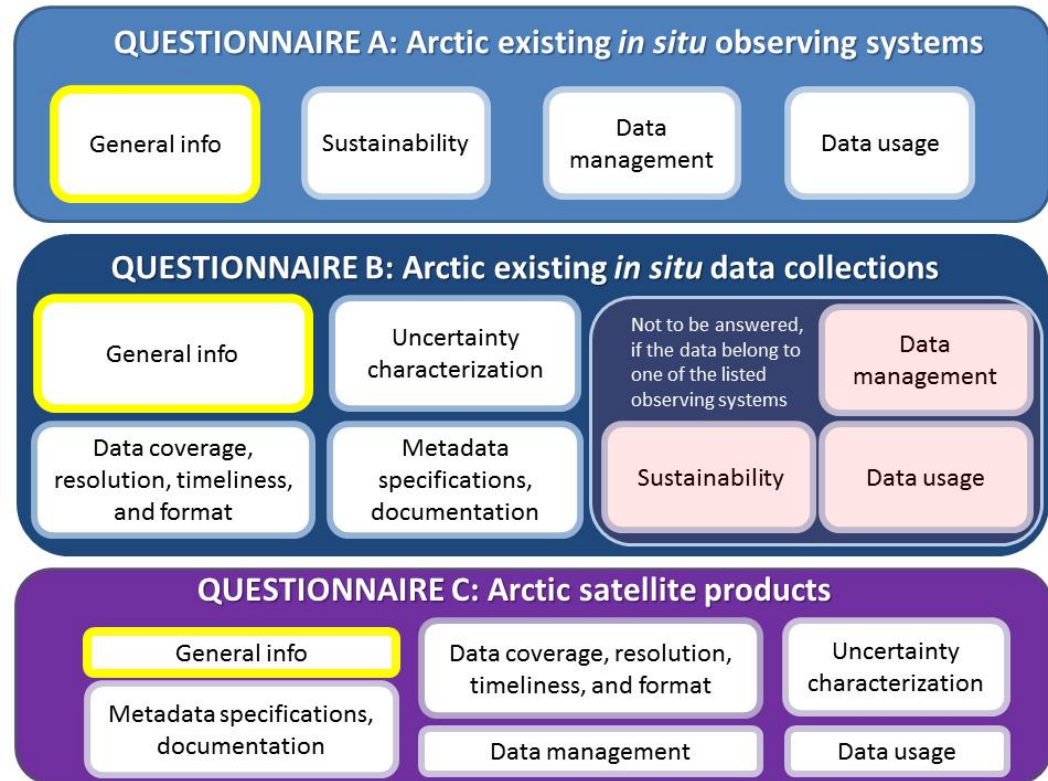 QUESTIONNAIRE A: Arctic existing in situ observing systems
General info
Sustainability
Data
management
Data usage
QUESTIONNAIRE B: Arctic existing in situ data collections
General info
Uncertainty
characterization
Not to be answered,
if the data belong to
one of the listed
observing systems
Data
management
Data coverage,
resolution, timeliness,
and format
Metadata
specifications,
documentation
Sustainability
Data usage
QUESTIONNAIRE C: Arctic satellite products
General info
Data coverage, resolution,
timeliness, and format
Uncertainty
characterization
Metadata specifications,
documentation
Data management
Data usage